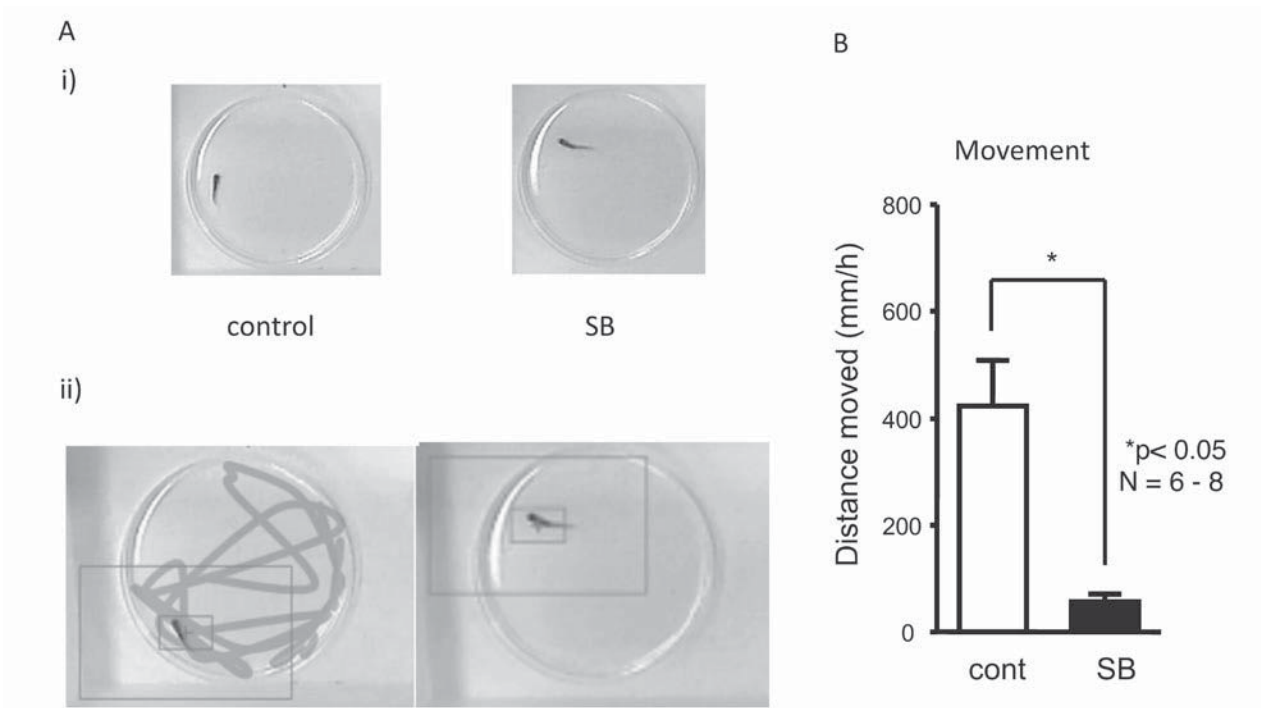 A
i)
control
SB
ii)
B
Movement
Distance moved (mm/h)
800
600
400
200
0
*
*p< 0.05
N = 6 - 8
cont
SB